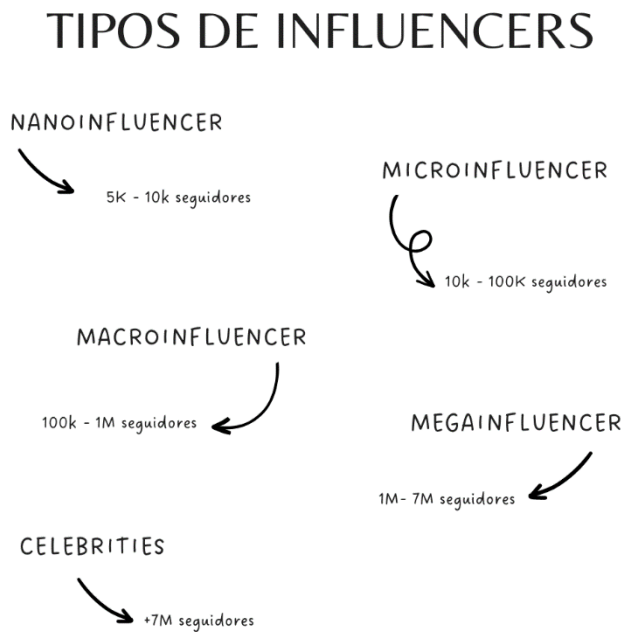 TIPOS DE INFLUENCERS
NANOINFLUENCER
5K - 10k seguidores
MICROINFLUENCER
10k - 100K seguidores
MACROINFLUENCER
100k - 1M seguidores
MEGAINFLUENCER
1M- 7M seguidores
CELEBRITIES
+7M seguidores